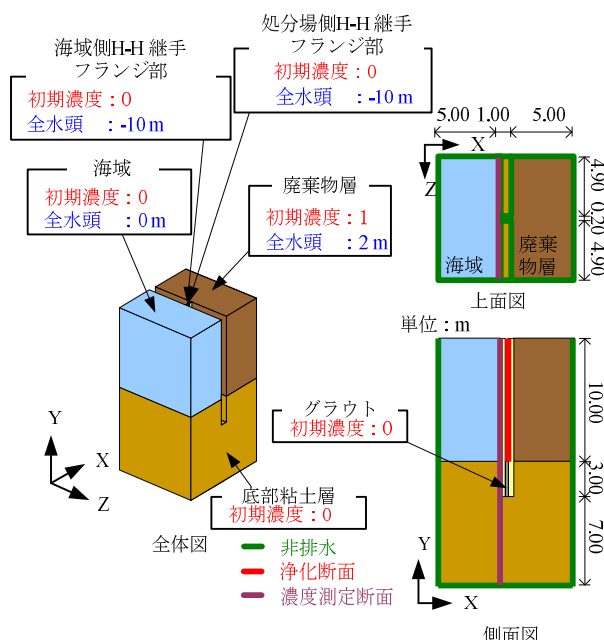 海域側H-H 継手
フランジ部
初期濃度：0
全水頭　：-10 m
処分場側H-H 継手
フランジ部
初期濃度：0
全水頭　：-10 m
海域
初期濃度：0
全水頭　：0 m
廃棄物層
初期濃度：1
全水頭　：2 m
5.00 1.00 5.00
X
Z
4.90
0.20
4.90
海域
廃棄
物層
上面図
単位：m
グラウト
初期濃度：0
Y
X
Z
底部粘土層
初期濃度：0
全体図
非排水
浄化断面
濃度測定断面
10.00
3.00
7.00
Y
X
側面図